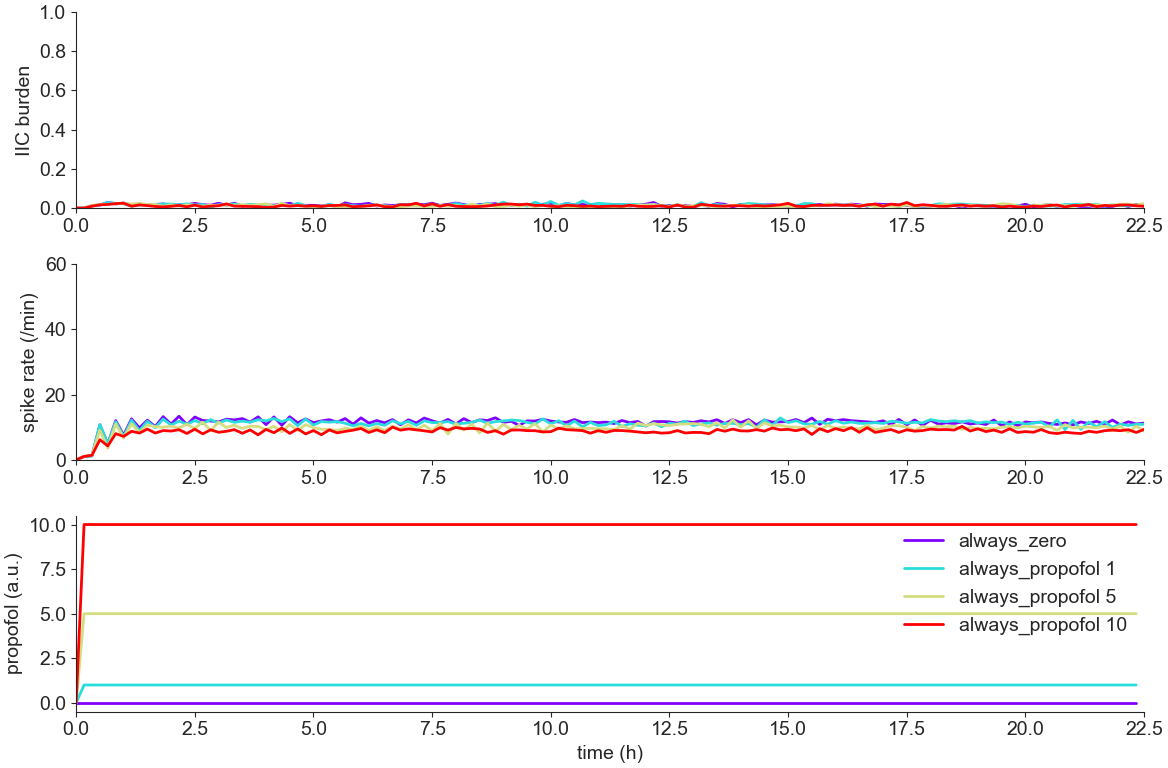 IIC burden
1.0
0.8
0.6
0.4
0.2
0.0
0.0 2.5 5.0 7.5 10.0 12.5 15.0 17.5 20.0 22.5
spike rate (/min)
60
40
20
0
0.0 2.5 5.0 7.5 10.0 12.5 15.0 17.5 20.0 22.5
propofol (a.u.)
10.0
7.5
5.0
2.5
0.0
always_zero
always_propofol 1
always_propofol 5
always_propofol 10
0.0 2.5 5.0 7.5 10.0 12.5 15.0 17.5 20.0 22.5
time (h)